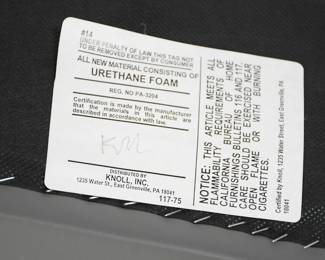 #14
UNDER PENALTY OF LAW THIS TAG NOT
TO BE REMOVED EXCEPT BY CONSUMER
ALL NEW MATERIAL CONSISTING OF
URETHANE FOAM
REG. NO PA-3204
Certification is made by the manufacturer
that the materials in this article are
described in accordance with law.
DISTRIBUTED BY
KNOLL, INC.
1235 Water St., East Greenville, PA 18041
117-75
NOTICE: THIS ARTICLE MEETS ALL
FLAMMABILITY REQUIREMENTS OF
CALIFORNIA BUREAU OF HOME
FURNISHINGS BULLETINS 116 AND 117.
CARE SHOULD BE EXERCISED NEAR
OPEN FLAME OR WITH BURNING
CIGARETTES.
Certified by Knoll, 1235 Water Street, East Greenville, PA
18041